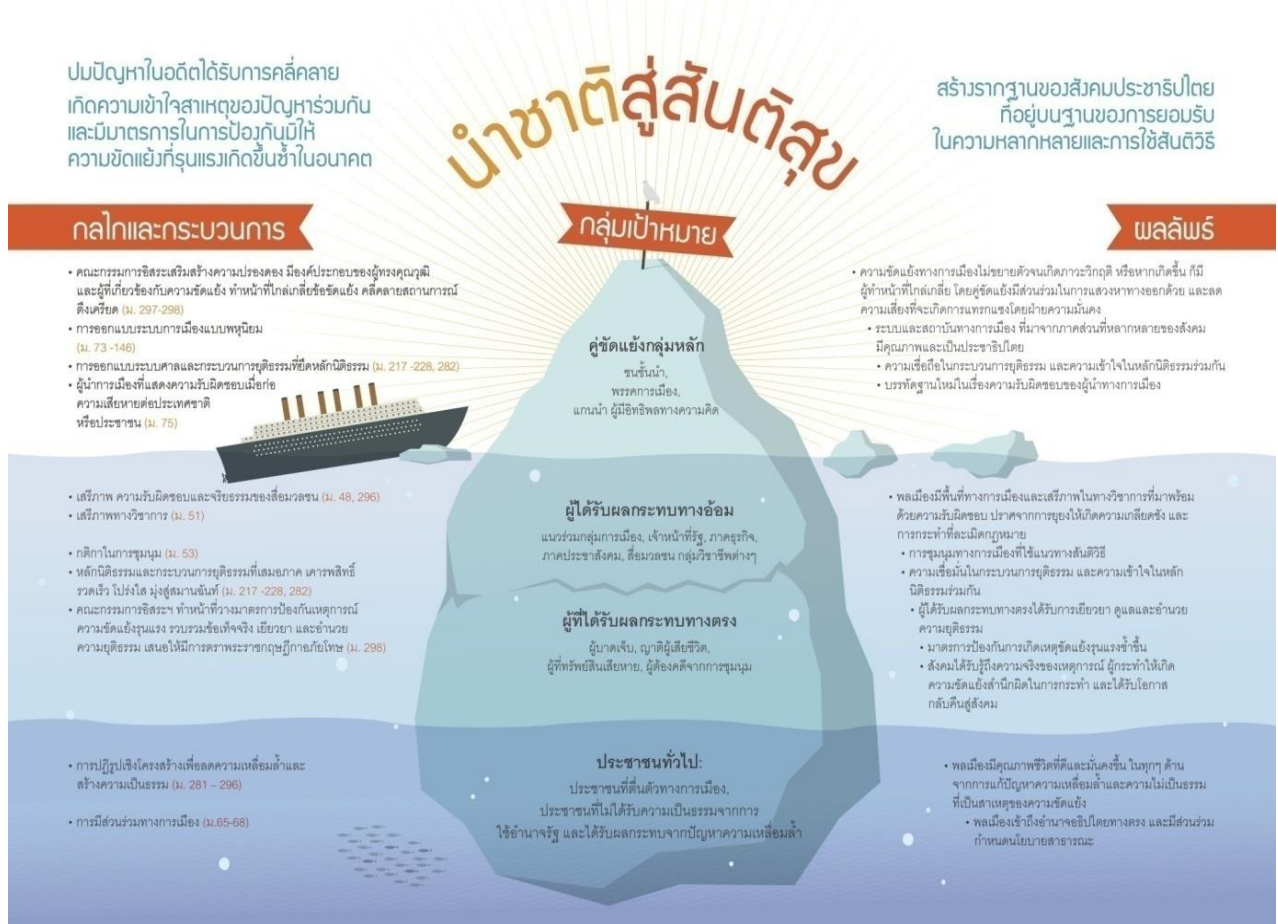 ปมปัญหาในอดีตได้รับการคลี่คลาย
เกิดความเข้าใจสาเหตุของปัญหาร่วมกัน
และมีมาตรการในการป้องกันมิให้
ความขัดแย้งที่รุนแรงเกิดขึ้นซ้ำในอนาคต
นำชาติสู่สันติสุข
สร้างรากฐานของสังคมประชาธิปไตย
ที่อยู่บนฐานของการยอมรับ
ในความหลากหลายและการใช้สันติวิธี
กลไกและกระบวนการ
• คณะกรรมการอิสระเสริมสร้างความปรองดอง มีองค์ประกอบของผู้ทรงคุณวุฒิ
และผู้ที่เกี่ยวข้องกับความขัดแย้ง ทำหน้าที่ไกล่เกลี่ยข้อขัดแย้ง คลี่คลายสถานการณ์
ตึงเครียด (ม. 297-298)
• การออกแบบระบบการเมืองแบบพหุนิยม
(ม. 73 -146)
• การออกแบบระบบศาลและกระบวนการยุติธรรมที่ยึดหลักนิติธรรม (ม. 217 -228, 282)
• ผู้นำการเมืองที่แสดงความรับผิดชอบเมื่อก่อ
ความเสียหายต่อประเทศชาติ
หรือประชาชน (ม. 75)
• เสรีภาพ ความรับผิดชอบและจริยธรรมของสื่อมวลชน (ม. 48, 296)
• เสรีภาพทางวิชาการ (ม. 51)
• กติกาในการชุมนุม (ม. 53)
• หลักนิติธรรมและกระบวนการยุติธรรมที่เสมอภาค เคารพสิทธิ์
รวดเร็ว โปร่งใส มุ่งสู่สมานฉันท์ (ม. 217 -228, 282)
• คณะกรรมการอิสระฯ ทำหน้าที่วางมาตรการป้องกันเหตุการณ์
ความขัดแย้งรุนแรง รวบรวมข้อเท็จจริง เยียวยา และอำนวย
ความยุติธรรม เสนอให้มีการตราพระราชกฤษฎีกาอภัยโทษ (ม. 298)
• การปฏิรูปเชิงโครงสร้างเพื่อลดความเหลื่อมล้ำและ
สร้างความเป็นธรรม (ม. 281 – 296)
• การมีส่วนร่วมทางการเมือง (ม.65-68)
กลุ่มเป้าหมาย
คู่ขัดแย้งกลุ่มหลัก
ชนชั้นนำ,
พรรคการเมือง,
แกนนำ ผู้มีอิทธิพลทางความคิด
ผู้ได้รับผลกระทบทางอ้อม
แนวร่วมกลุ่มการเมือง, เจ้าหน้าที่รัฐ, ภาคธุรกิจ,
ภาคประชาสังคม, สื่อมวลชน กลุ่มวิชาชีพต่างๆ
ผู้ที่ได้รับผลกระทบทางตรง
ผู้บาดเจ็บ, ญาติผู้เสียชีวิต,
ผู้ที่ทรัพย์สินเสียหาย, ผู้ต้องคดีจากการชุมนุม
ประชาชนทั่วไป:
ประชาชนที่ตื่นตัวทางการเมือง,
ประชาชนที่ไม่ได้รับความเป็นธรรมจากการ
ใช้อำนาจรัฐ และได้รับผลกระทบจากปัญหาความเหลื่อมล้ำ
ผลลัพธ์
• ความขัดแย้งทางการเมืองไม่ขยายตัวจนเกิดภาวะวิกฤติ หรือหากเกิดขึ้น ก็มี
ผู้ทำหน้าที่ไกล่เกลี่ย โดยคู่ขัดแย้งมีส่วนร่วมในการแสวงหาทางออกด้วย และลด
ความเสี่ยงที่จะเกิดการแทรกแซงโดยฝ่ายความมั่นคง
• ระบบและสถาบันทางการเมือง ที่มาจากภาคส่วนที่หลากหลายของสังคม
มีคุณภาพและเป็นประชาธิปไตย
• ความเชื่อถือในกระบวนการยุติธรรม และความเข้าใจในหลักนิติธรรมร่วมกัน
• บรรทัดฐานใหม่ในเรื่องความรับผิดชอบของผู้นำทางการเมือง
• พลเมืองมีพื้นที่ทางการเมืองและเสรีภาพในทางวิชาการที่มาพร้อม
ด้วยความรับผิดชอบ ปราศจากการยุยงให้เกิดความเกลียดชัง และ
การกระทำที่ละเมิดกฎหมาย
• การชุมนุมทางการเมืองที่ใช้แนวทางสันติวิธี
• ความเชื่อมั่นในกระบวนการยุติธรรม และความเข้าใจในหลัก
นิติธรรมร่วมกัน
• ผู้ได้รับผลกระทบทางตรงได้รับการเยียวยา ดูแลและอำนวย
ความยุติธรรม
• มาตรการป้องกันการเกิดเหตุขัดแย้งรุนแรงซ้ำขึ้น
• สังคมได้รับรู้ถึงความจริงของเหตุการณ์ ผู้กระทำให้เกิด
ความขัดแย้งสำนึกผิดในการกระทำ และได้รับโอกาส
กลับคืนสู่สังคม
• พลเมืองมีคุณภาพชีวิตที่ดีและมั่นคงขึ้น ในทุกๆ ด้าน
จากการแก้ปัญหาความเหลื่อมล้ำและความไม่เป็นธรรม
ที่เป็นสาเหตุของความขัดแย้ง
• พลเมืองเข้าถึงอำนาจอธิปไตยทางตรง และมีส่วนร่วม
กำหนดนโยบายสาธารณะ